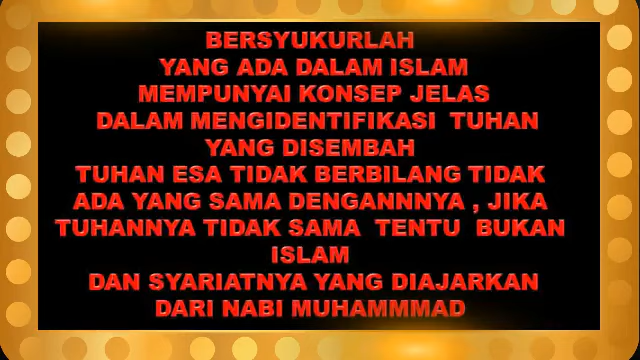 BERSYUKURLAH
YANG ADA DALAM ISLAM
MEMPUNYAI KONSEP JELAS
DALAM MENGIDENTIFIKASI TUHAN
YANG DISEMBAH
TUHAN ESA TIDAK BERBILANG TIDAK
ADA YANG SAMA DENGANNNYA , JIKA
TUHANNYA TIDAK SAMA TENTU BUKAN
ISLAM
DAN SYARIATNYA YANG DIAJARKAN
DARI NABI MUHAMMMAD